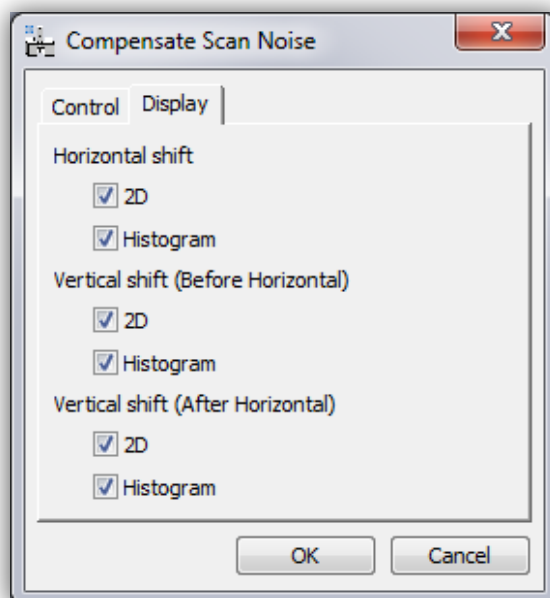 Compensate Scan Noise
Control Display
Horizontal shift
2D
Histogram
Vertical shift (Before Horizontal)
2D
Histogram
Vertical shift (After Horizontal)
2D
Histogram
OK Cancel